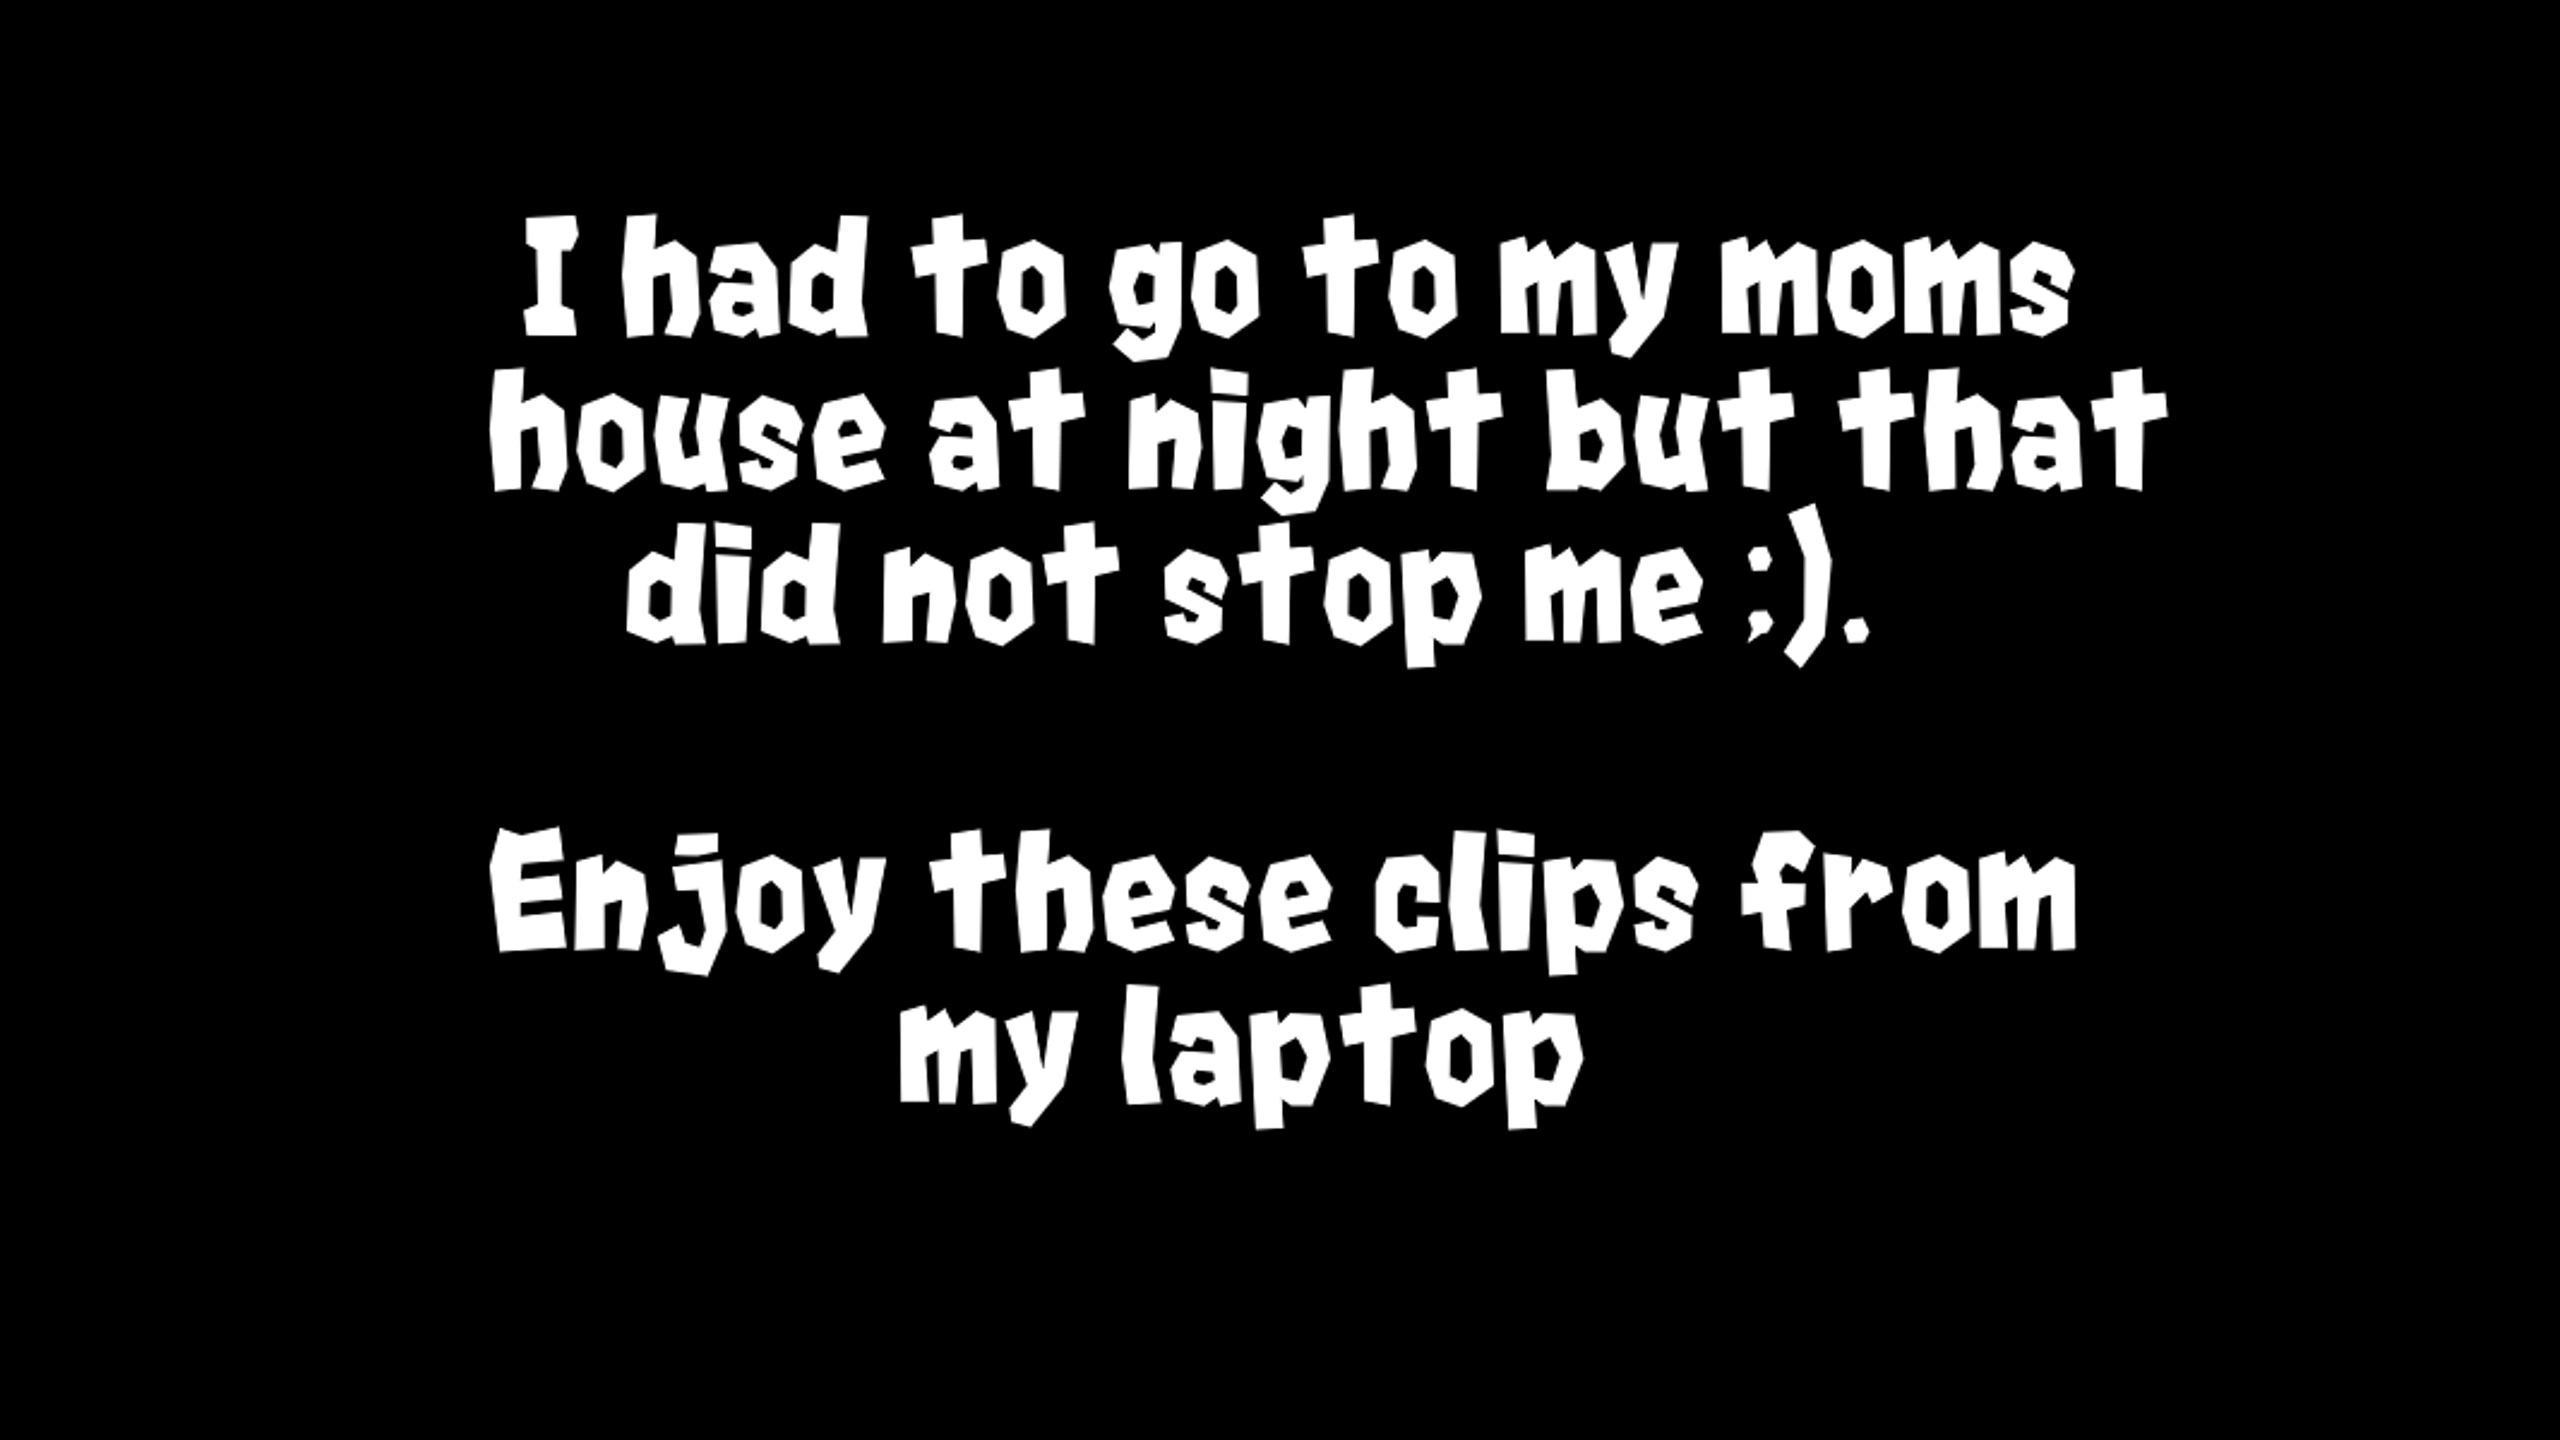 I had to go to my moms
house at night but that
did not stop me ;).
Enjoy these clips from
my laptop